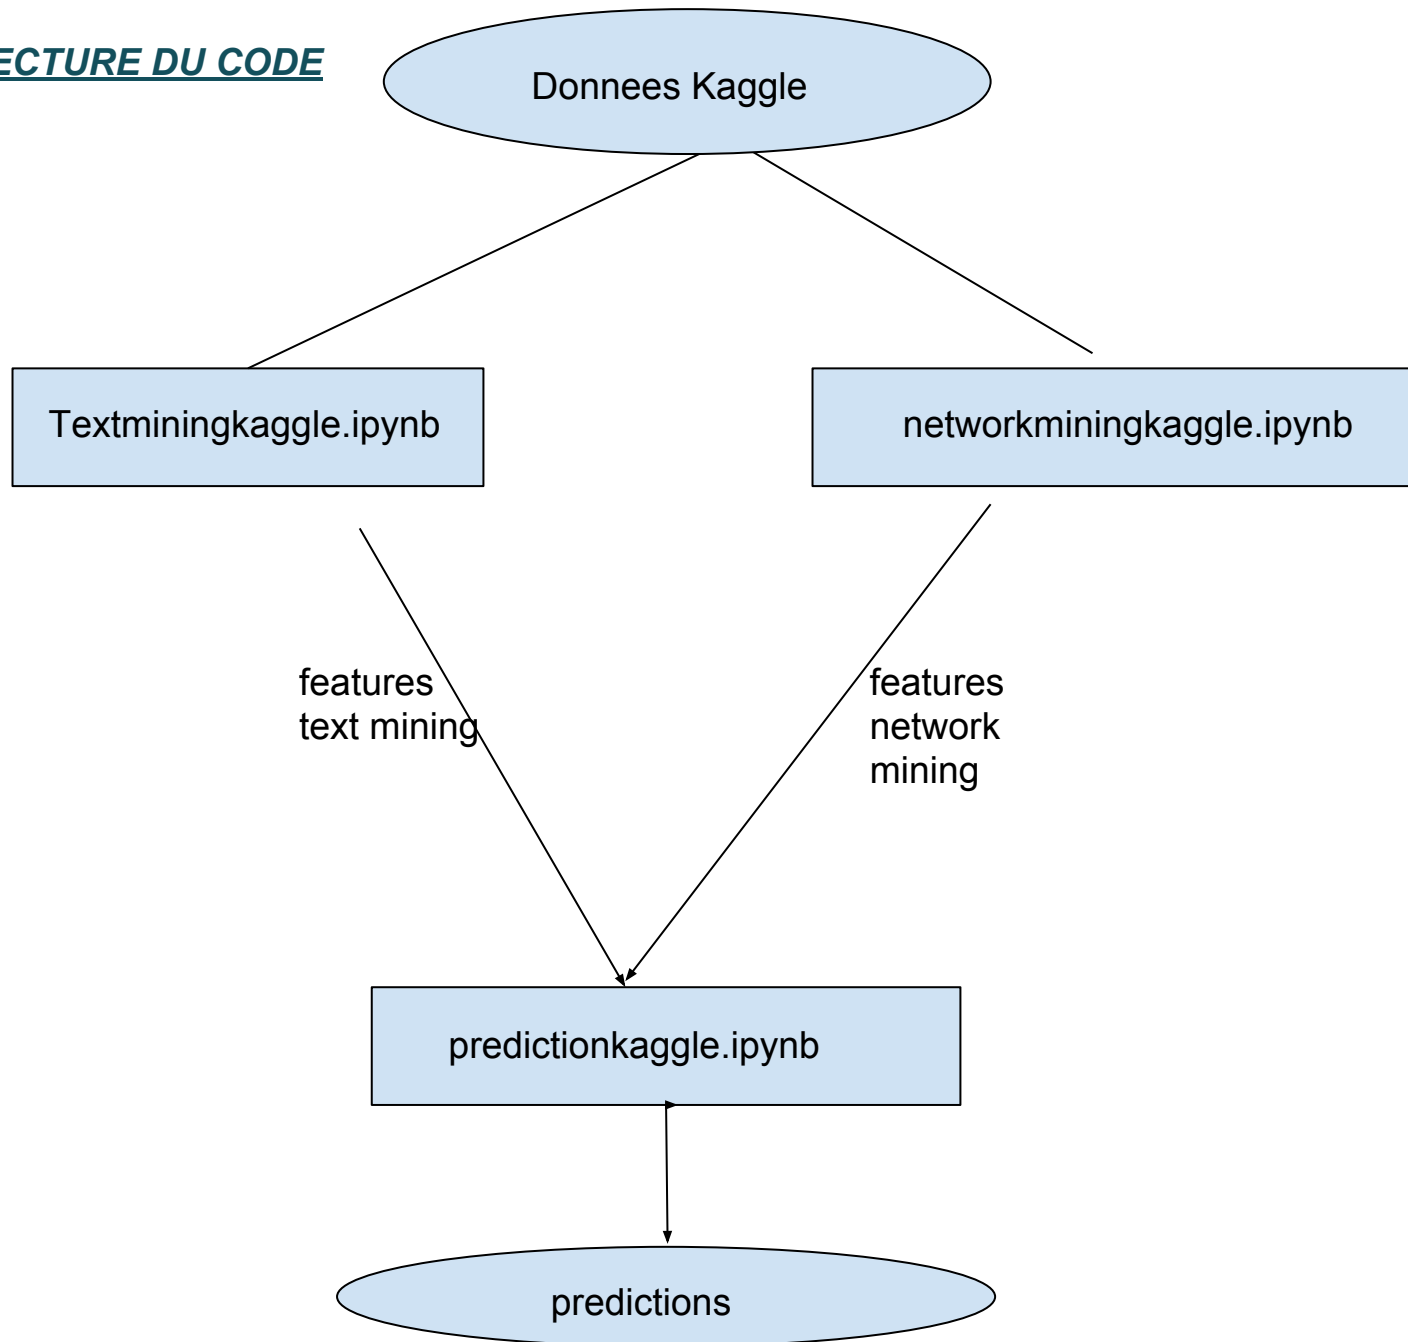 ECTURE DU CODE
Donnees Kaggle
Textminingkaggle.ipynb
networkminingkaggle.ipynb
features
text mining
features
network
mining
predictionkaggle.ipynb
predictions